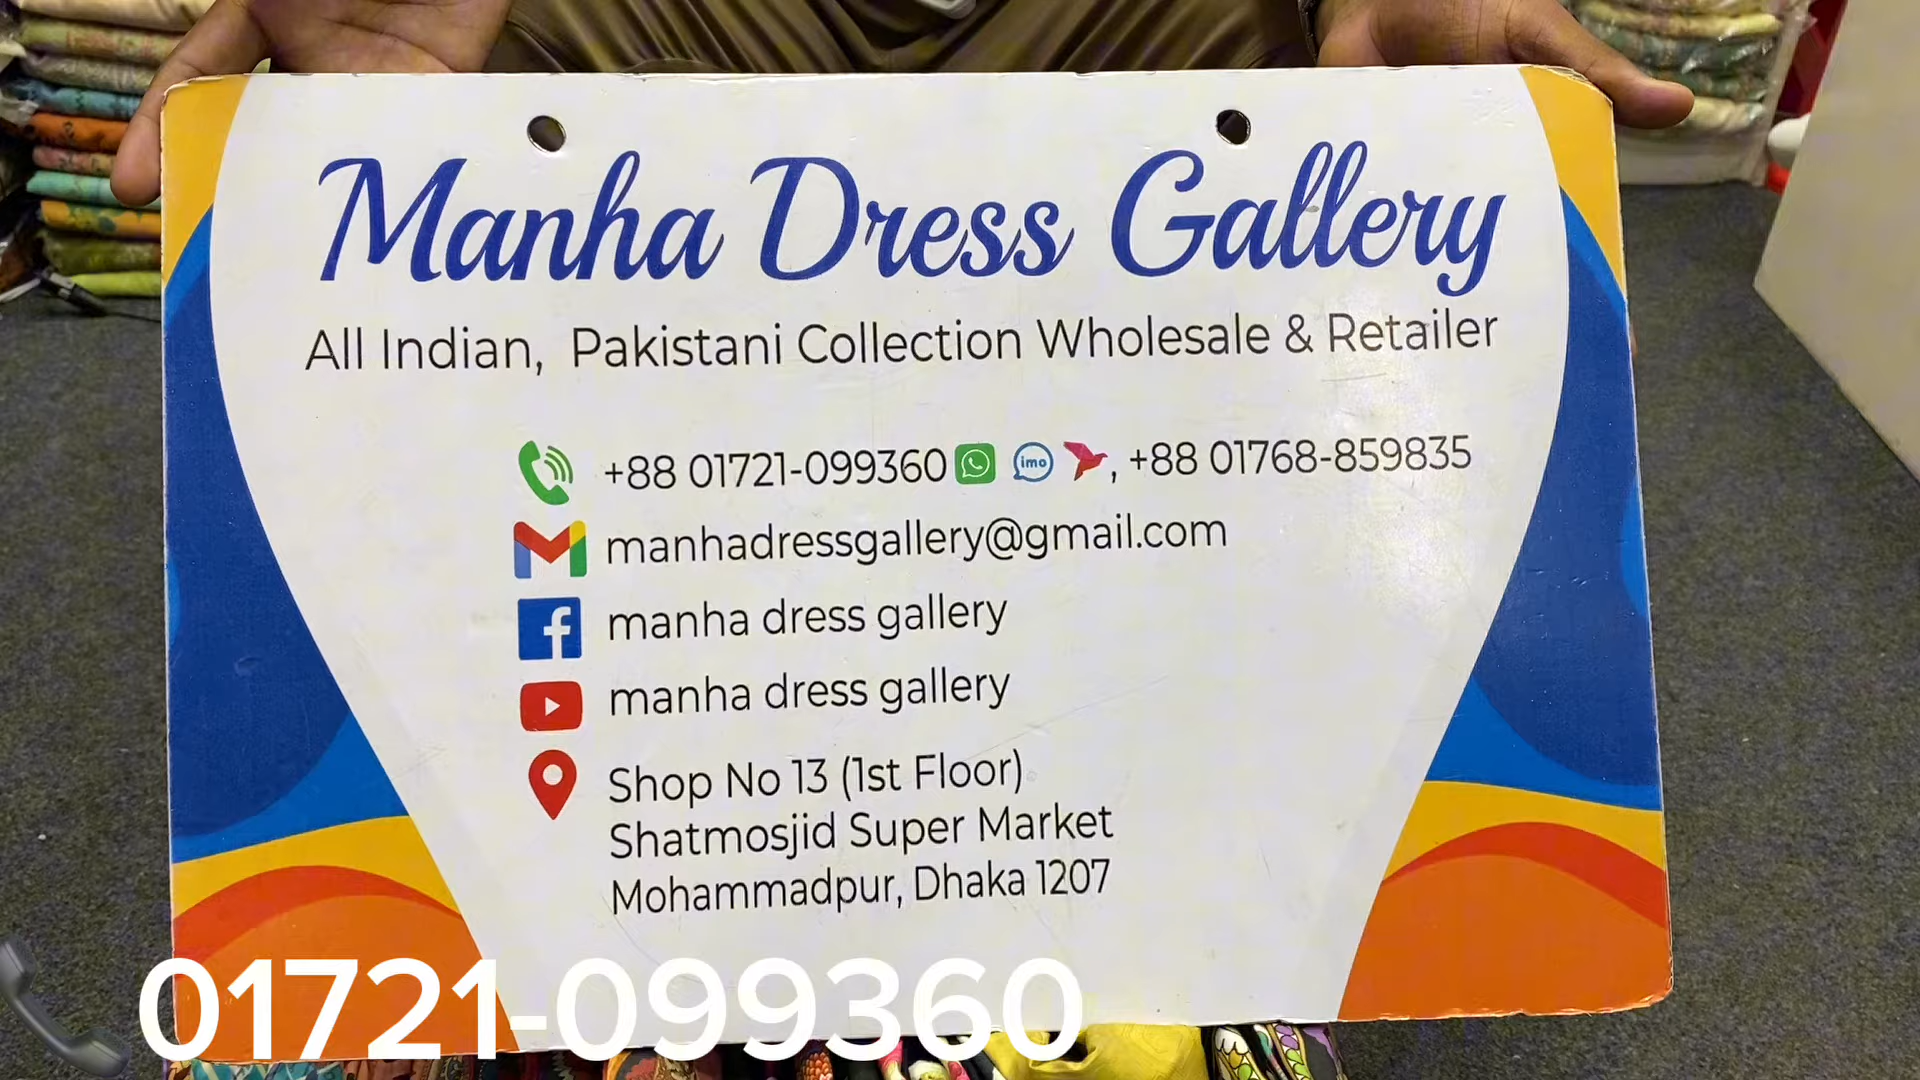 Manha Dress Gallery
All Indian, Pakistani Collection Wholesale & Retailer
+88 01721-099360 imo, +88 01768-859835
manhadressgallery@gmail.com
manha dress gallery
manha dress gallery
Shop No 13 (1st Floor)
Shatmosjid Super Market
Mohammadpur, Dhaka 1207
01721-099360